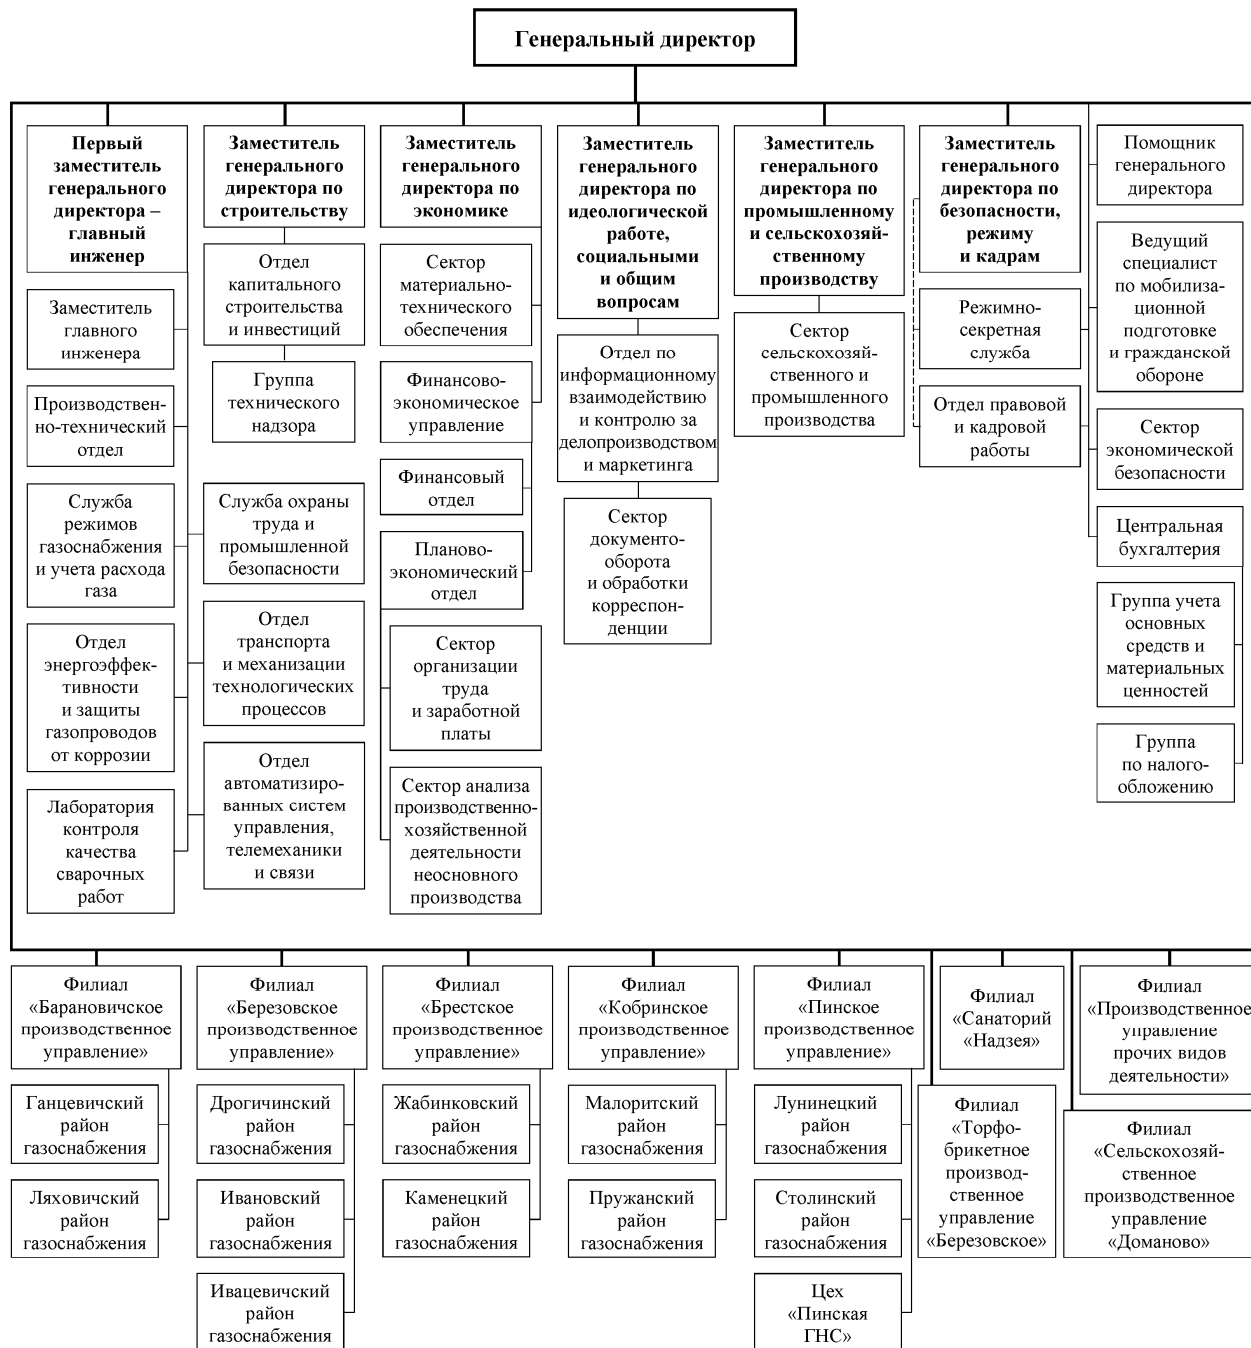 Генеральный директор
Первый
заместитель
генерального
директора –
главный
инженер
Заместитель
главного
инженера
Производствен-
но-технический
отдел
Служба
режимов
газоснабжения
и учета расхода
газа
Отдел
энергоэффек-
тивности
и защиты
газопроводов
от коррозии
Лаборатория
контроля
качества
сварочных
работ
Заместитель
генерального
директора по
строительству
Отдел
капитального
строительства
и инвестиций
Группа
технического
надзора
Служба охраны
труда и
промышленной
безопасности
Отдел
транспорта
и механизации
технологических
процессов
Отдел
автоматизиро-
ванных систем
управления,
телемеханики
и связи
Заместитель
генерального
директора по
экономике
Сектор
материально-
технического
обеспечения
Финансово-
экономическое
управление
Финансовый
отдел
Планово-
экономический
отдел
Сектор
организации
труда
и заработной
платы
Сектор анализа
производственно-
хозяйственной
деятельности
неосновного
производства
Заместитель
генерального
директора по
идеологической
работе,
социальными
и общим
вопросам
Отдел по
информационному
взаимодействию
и контролю за
делопроизводством
и маркетинга
Сектор
документо-
оборота
и обработки
корреспон-
денции
Заместитель
генерального
директора по
промышленному
и сельскохозяй-
ственному
производству
Сектор
сельскохозяй-
ственного и
промышленного
производства
Заместитель
генерального
директора по
безопасности,
режиму
и кадрам
Режимно-
секретная
служба
Отдел правовой
и кадровой
работы
Помощник
генерального
директора
Ведущий
специалист
по мобилиза-
ционной
подготовке
и гражданской
обороне
Сектор
экономической
безопасности
Центральная
бухгалтерия
Группа учета
основных
средств и
материальных
ценностей
Группа
по налого-
обложению
Филиал
«Барановичское
производственное
управление»
Ганцевичский
район
газоснабжения
Ляховичский
район
газоснабжения
Филиал
«Березовское
производственное
управление»
Дрогичинский
район
газоснабжения
Ивановский
район
газоснабжения
Ивацевичский
район
газоснабжения
Филиал
«Брестское
производственное
управление»
Жабинковский
район
газоснабжения
Каменецкий
район
газоснабжения
Филиал
«Кобринское
производственное
управление»
Малоритский
район
газоснабжения
Пружанский
район
газоснабжения
Филиал
«Пинское
производственное
управление»
Лунинецкий
район
газоснабжения
Столинский
район
газоснабжения
Цех
«Пинская
ГНС»
Филиал
«Санаторий
«Надзея»
Филиал
«Торфо-
брикетное
производ-
ственное
управление
«Березовское»
Филиал
«Производственное
управление
прочих видов
деятельности»
Филиал
«Сельскохозяй-
ственное
производственное
управление
«Доманово»